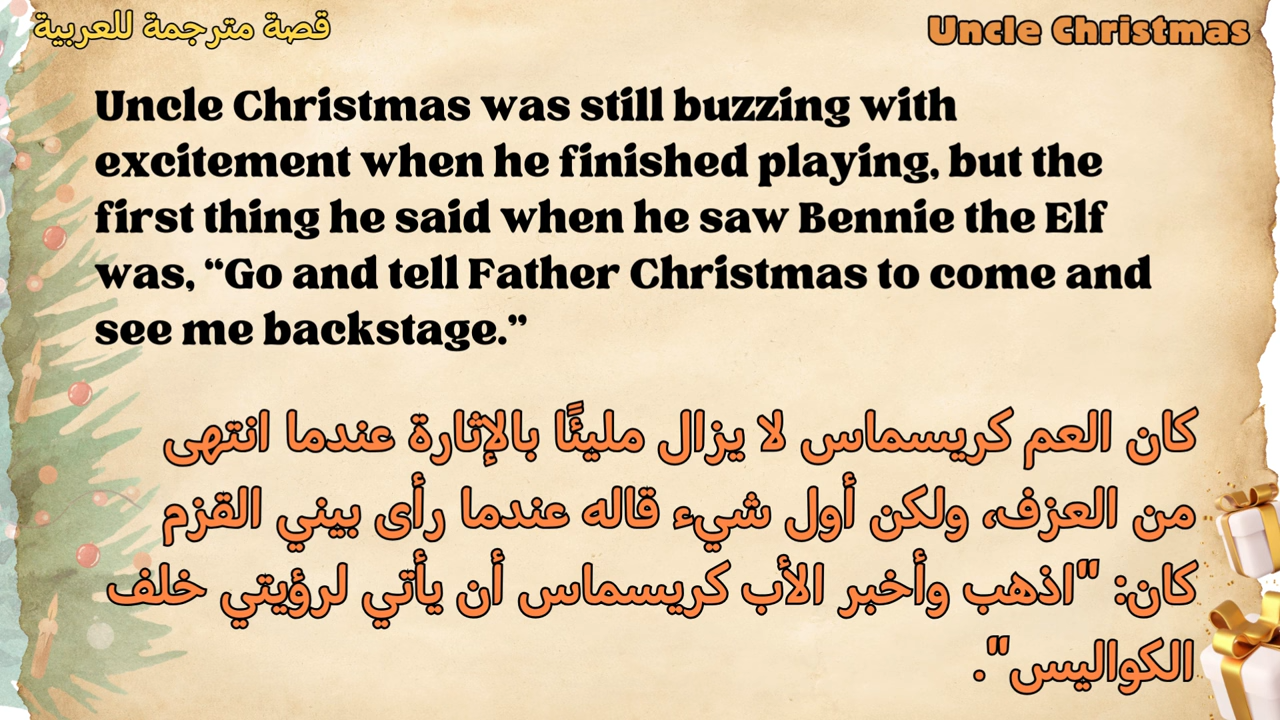 قصة مترجمة للعربية
Uncle Christmas
Uncle Christmas was still buzzing with
excitement when he finished playing, but the
first thing he said when he saw Bennie the Elf
was, “Go and tell Father Christmas to come and
see me backstage.”
كان العم كريسماس لا يزال مليئًا بالإثارة عندما انتهى
من العزف، ولكن أول شيء قاله عندما رأى بيني القزم
كان: "اذهب وأخبر الأب كريسماس أن يأتي لرؤيتي خلف
الكواليس".